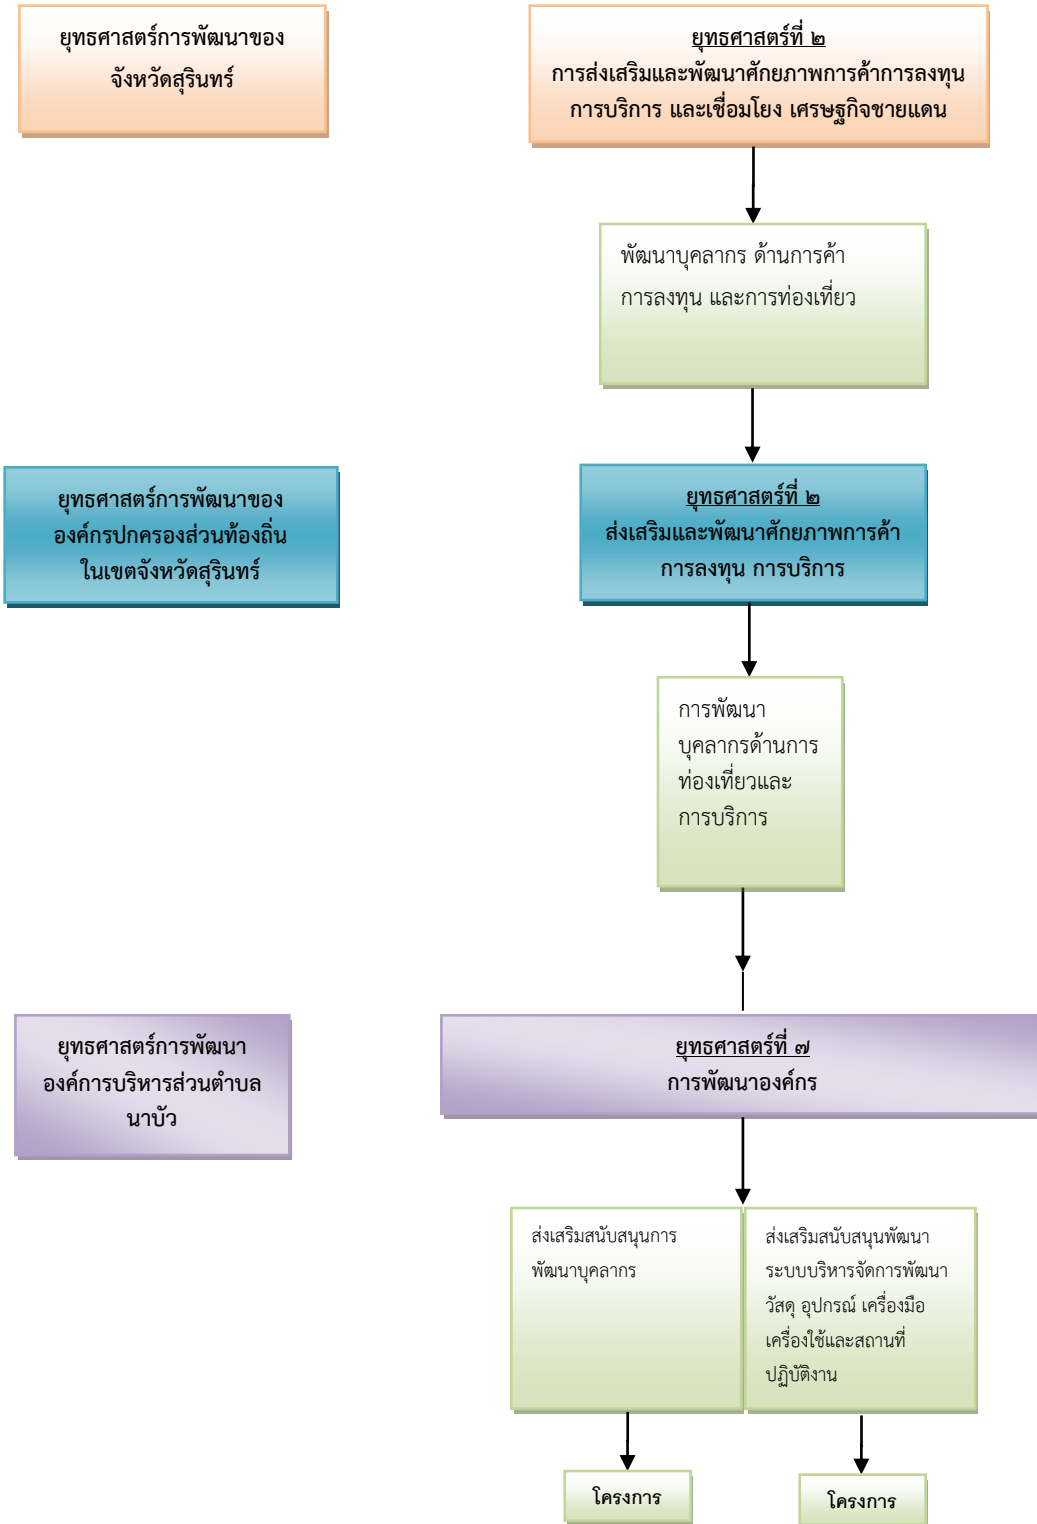 ยุทธศาสตร์การพัฒนาของ
จังหวัดสุรินทร์
ยุทธศาสตร์ที่ ๒
การส่งเสริมและพัฒนาศักยภาพการค้าการลงทุน
การบริการ และเชื่อมโยง เศรษฐกิจชายแดน
พัฒนาบุคลากร ด้านการค้า
การลงทุน และการท่องเที่ยว
ยุทธศาสตร์การพัฒนาของ
องค์กรปกครองส่วนท้องถิ่น
ในเขตจังหวัดสุรินทร์
ยุทธศาสตร์ที่ ๒
ส่งเสริมและพัฒนาศักยภาพการค้า
การลงทุน การบริการ
การพัฒนา
บุคลากรด้านการ
ท่องเที่ยวและ
การบริการ
ยุทธศาสตร์การพัฒนา
องค์การบริหารส่วนตำบล
นาบัว
ยุทธศาสตร์ที่ ๗
การพัฒนาองค์กร
ส่งเสริมสนับสนุนการ
พัฒนาบุคลากร
ส่งเสริมสนับสนุนพัฒนา
ระบบบริหารจัดการพัฒนา
วัสดุ อุปกรณ์ เครื่องมือ
เครื่องใช้และสถานที่
ปฏิบัติงาน
โครงการ
โครงการ